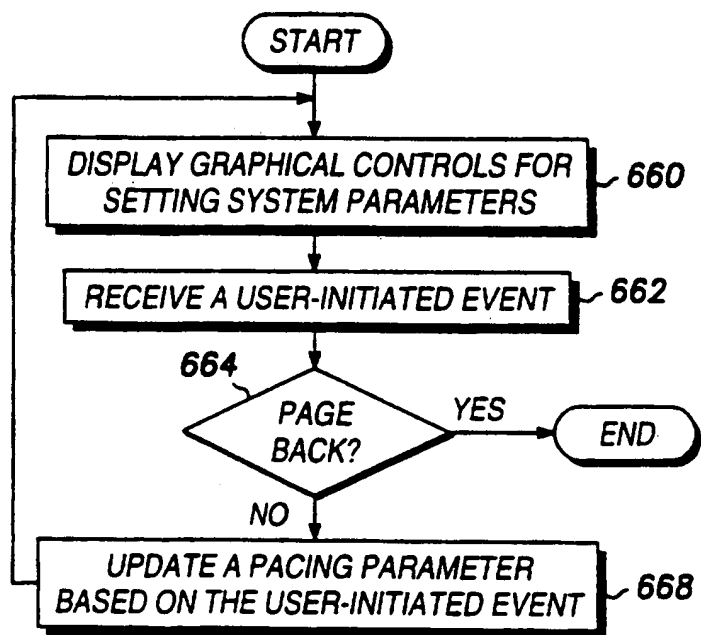 START
DISPLAY GRAPHICAL CONTROLS FOR
SETTING SYSTEM PARAMETERS
660
RECEIVE A USER-INITIATED EVENT
662
664
PAGE
BACK?
YES
END
NO
UPDATE A PACING PARAMETER
BASED ON THE USER-INITIATED EVENT
668